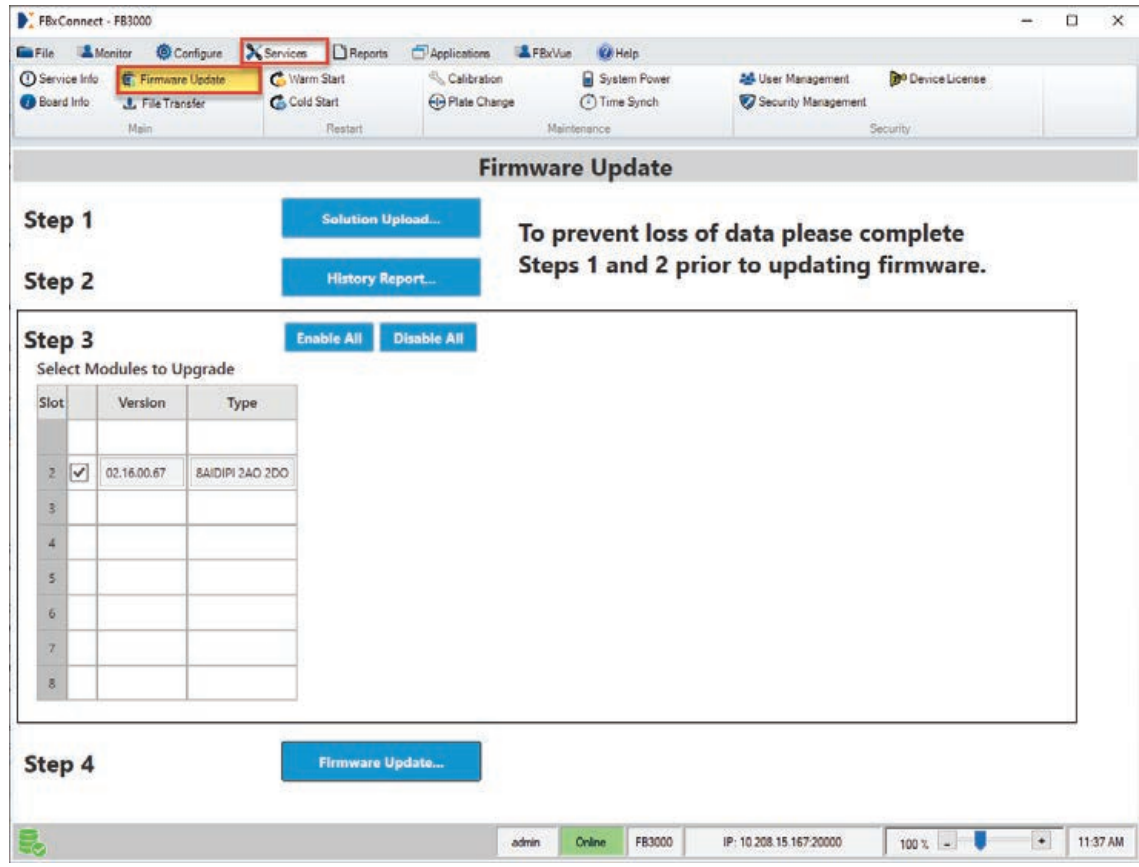 FBxConnect - FB3000
File Monitor Configure Services Reports Applications FBxVue Help
Service Info Firmware Update Warm Start Calibration System Power User Management Device License
Board Info File Transfer Cold Start Plate Change Time Synch Security Management
Main Restart Maintenance Security
Firmware Update
Step 1 Solution Upload...
To prevent loss of data please complete
Steps 1 and 2 prior to updating firmware.
Step 2 History Report...
Step 3 Enable All Disable All
Select Modules to Upgrade
Slot Version Type
2 02.16.00.67 8AIDIPI 2AO 2DO
3
4
5
6
7
8
Step 4 Firmware Update...
admin Online FB3000 IP: 10.208.15.167:20000 100 % - + 11:37 AM